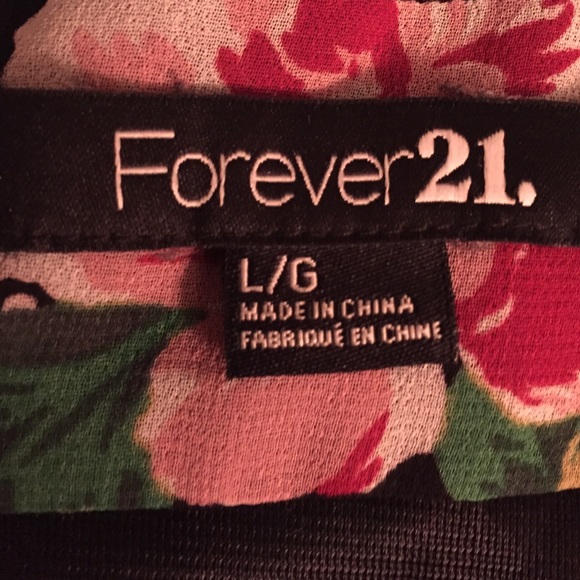 Forever21.
L/G
MADE IN CHINA
FABRIQUÉ EN CHINE